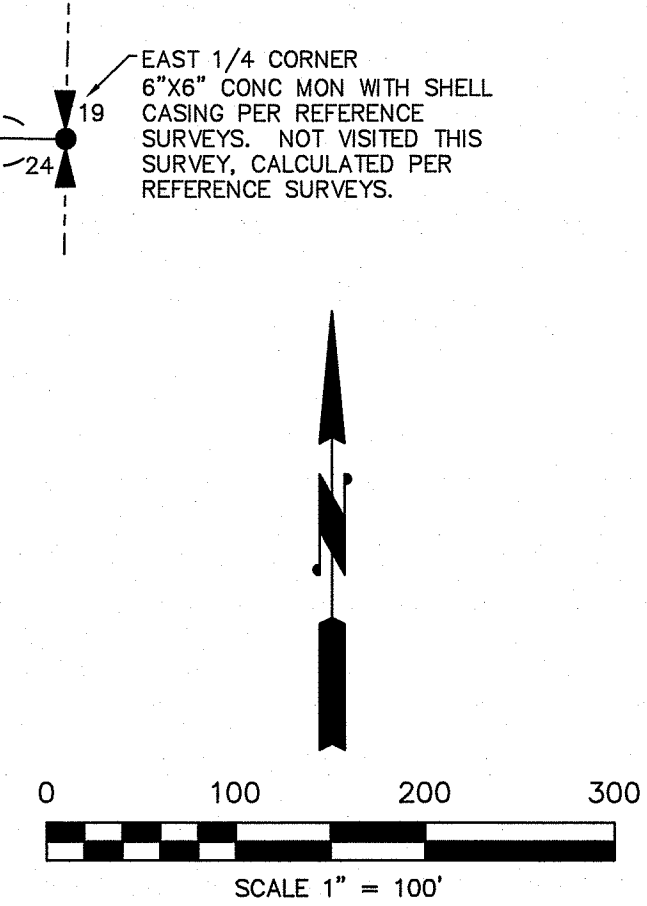 EAST 1/4 CORNER
6"X6" CONC MON WITH SHELL
CASING PER REFERENCE
SURVEYS. NOT VISITED THIS
SURVEY, CALCULATED PER
REFERENCE SURVEYS.
19
24
N
0 100 200 300
SCALE 1" = 100'